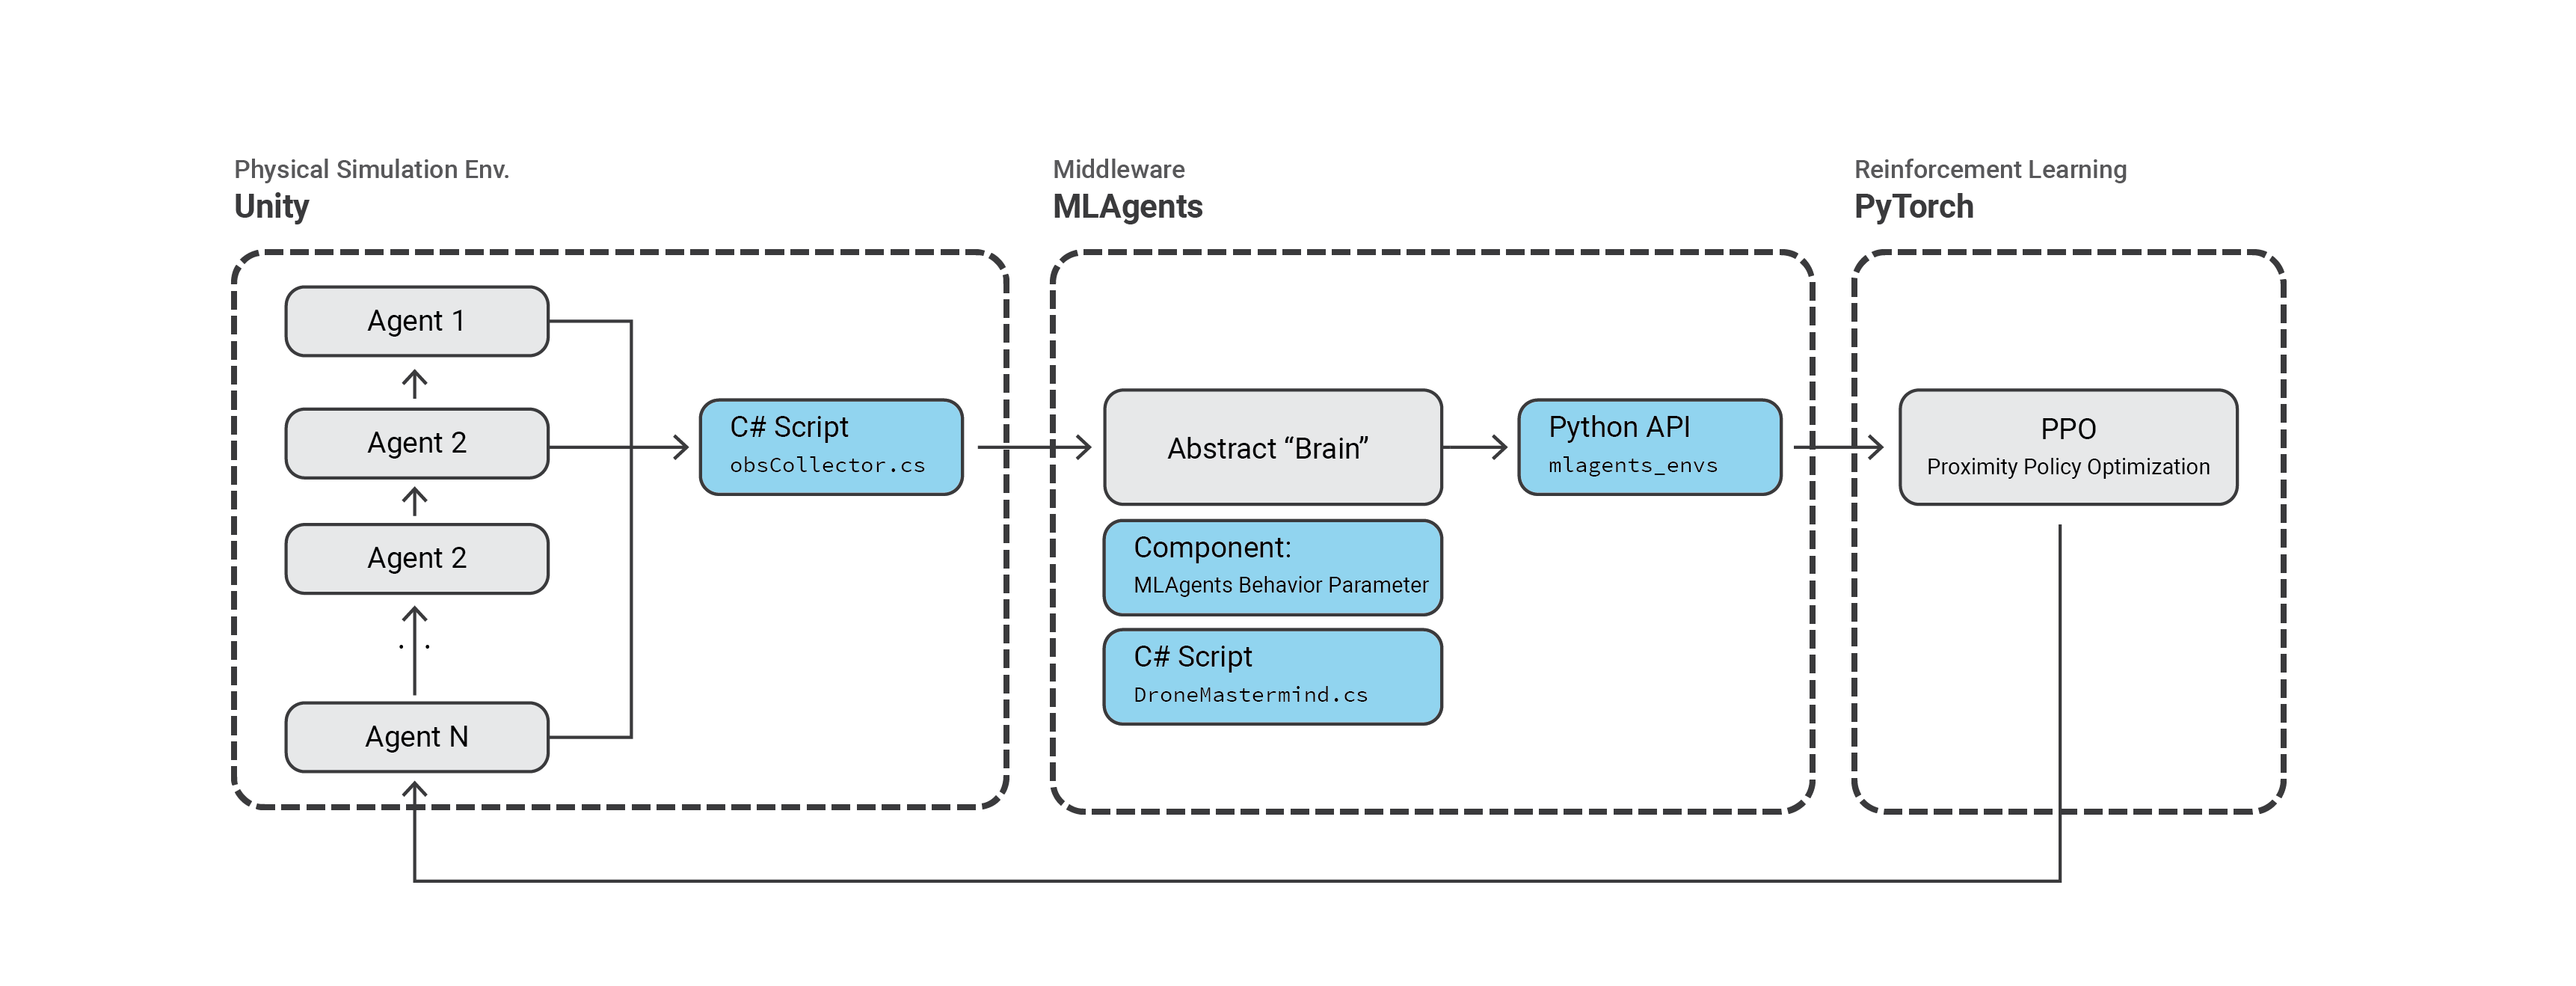 Physical Simulation Env.
Unity
Agent 1
Agent 2
Agent 2
. .
Agent N
C# Script
obsCollector.cs
Middleware
MLAgents
Abstract “Brain”
Component:
MLAgents Behavior Parameter
C# Script
DroneMastermind.cs
Python API
mlagents_envs
Reinforcement Learning
PyTorch
PPO
Proximity Policy Optimization